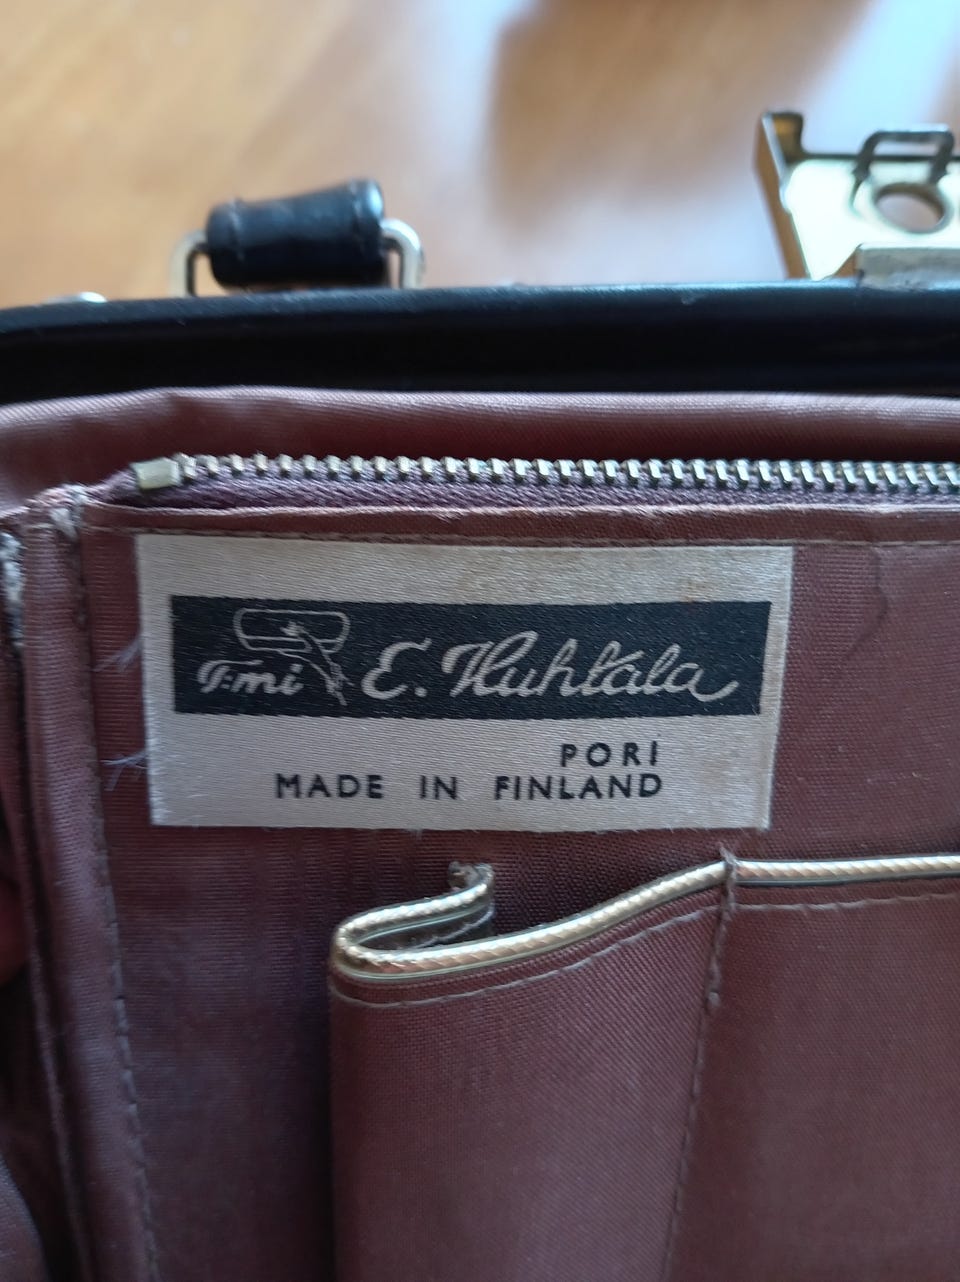 T:mi E. Huhtala
PORI
MADE IN FINLAND